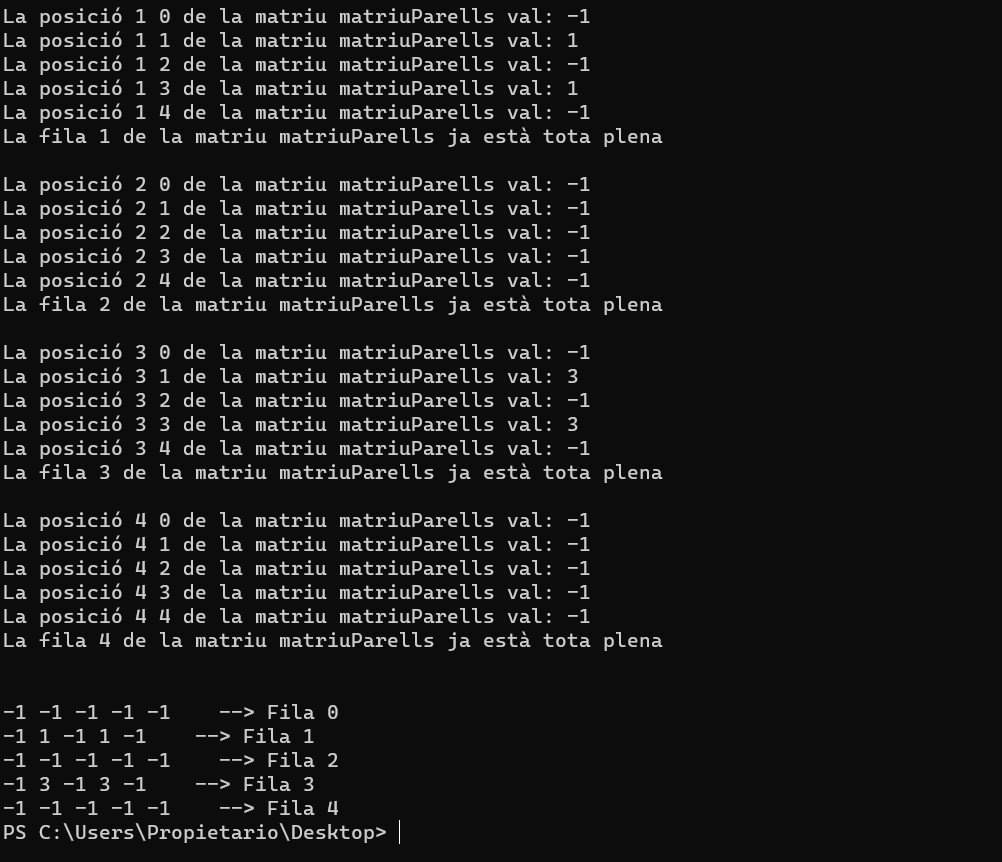 La posició 1 0 de la matriu matriuParells val: -1
La posició 1 1 de la matriu matriuParells val: 1
La posició 1 2 de la matriu matriuParells val: -1
La posició 1 3 de la matriu matriuParells val: 1
La posició 1 4 de la matriu matriuParells val: -1
La fila 1 de la matriu matriuParells ja està tota plena

La posició 2 0 de la matriu matriuParells val: -1
La posició 2 1 de la matriu matriuParells val: -1
La posició 2 2 de la matriu matriuParells val: -1
La posició 2 3 de la matriu matriuParells val: -1
La posició 2 4 de la matriu matriuParells val: -1
La fila 2 de la matriu matriuParells ja està tota plena

La posició 3 0 de la matriu matriuParells val: -1
La posició 3 1 de la matriu matriuParells val: 3
La posició 3 2 de la matriu matriuParells val: -1
La posició 3 3 de la matriu matriuParells val: 3
La posició 3 4 de la matriu matriuParells val: -1
La fila 3 de la matriu matriuParells ja està tota plena

La posició 4 0 de la matriu matriuParells val: -1
La posició 4 1 de la matriu matriuParells val: -1
La posició 4 2 de la matriu matriuParells val: -1
La posició 4 3 de la matriu matriuParells val: -1
La posició 4 4 de la matriu matriuParells val: -1
La fila 4 de la matriu matriuParells ja està tota plena


-1 -1 -1 -1 -1    --> Fila 0
-1 1 -1 1 -1    --> Fila 1
-1 -1 -1 -1 -1    --> Fila 2
-1 3 -1 3 -1    --> Fila 3
-1 -1 -1 -1 -1    --> Fila 4
PS C:\Users\Propietario\Desktop>